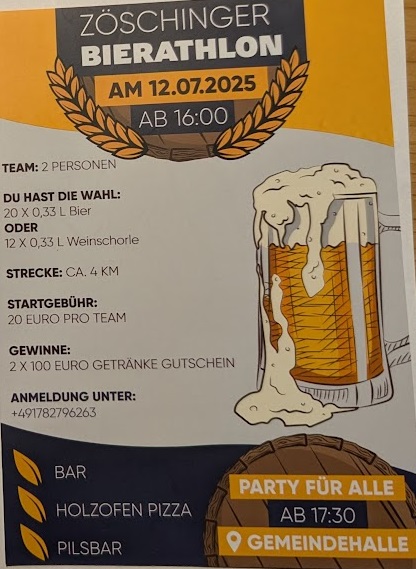 ZÖSCHINGER
BIERATHLON
AM 12.07.2025
AB 16:00
TEAM: 2 PERSONEN
DU HAST DIE WAHL:
20 X 0,33 L Bier
ODER
12 X 0,33 L Weinschorle
STRECKE: CA. 4 KM
STARTGEBÜHR:
20 EURO PRO TEAM
GEWINNE:
2 X 100 EURO GETRÄNKE GUTSCHEIN
ANMELDUNG UNTER:
+491782796263
BAR
HOLZOFEN PIZZA
PILSBAR
PARTY FÜR ALLE
AB 17:30
GEMEINDEHALLE